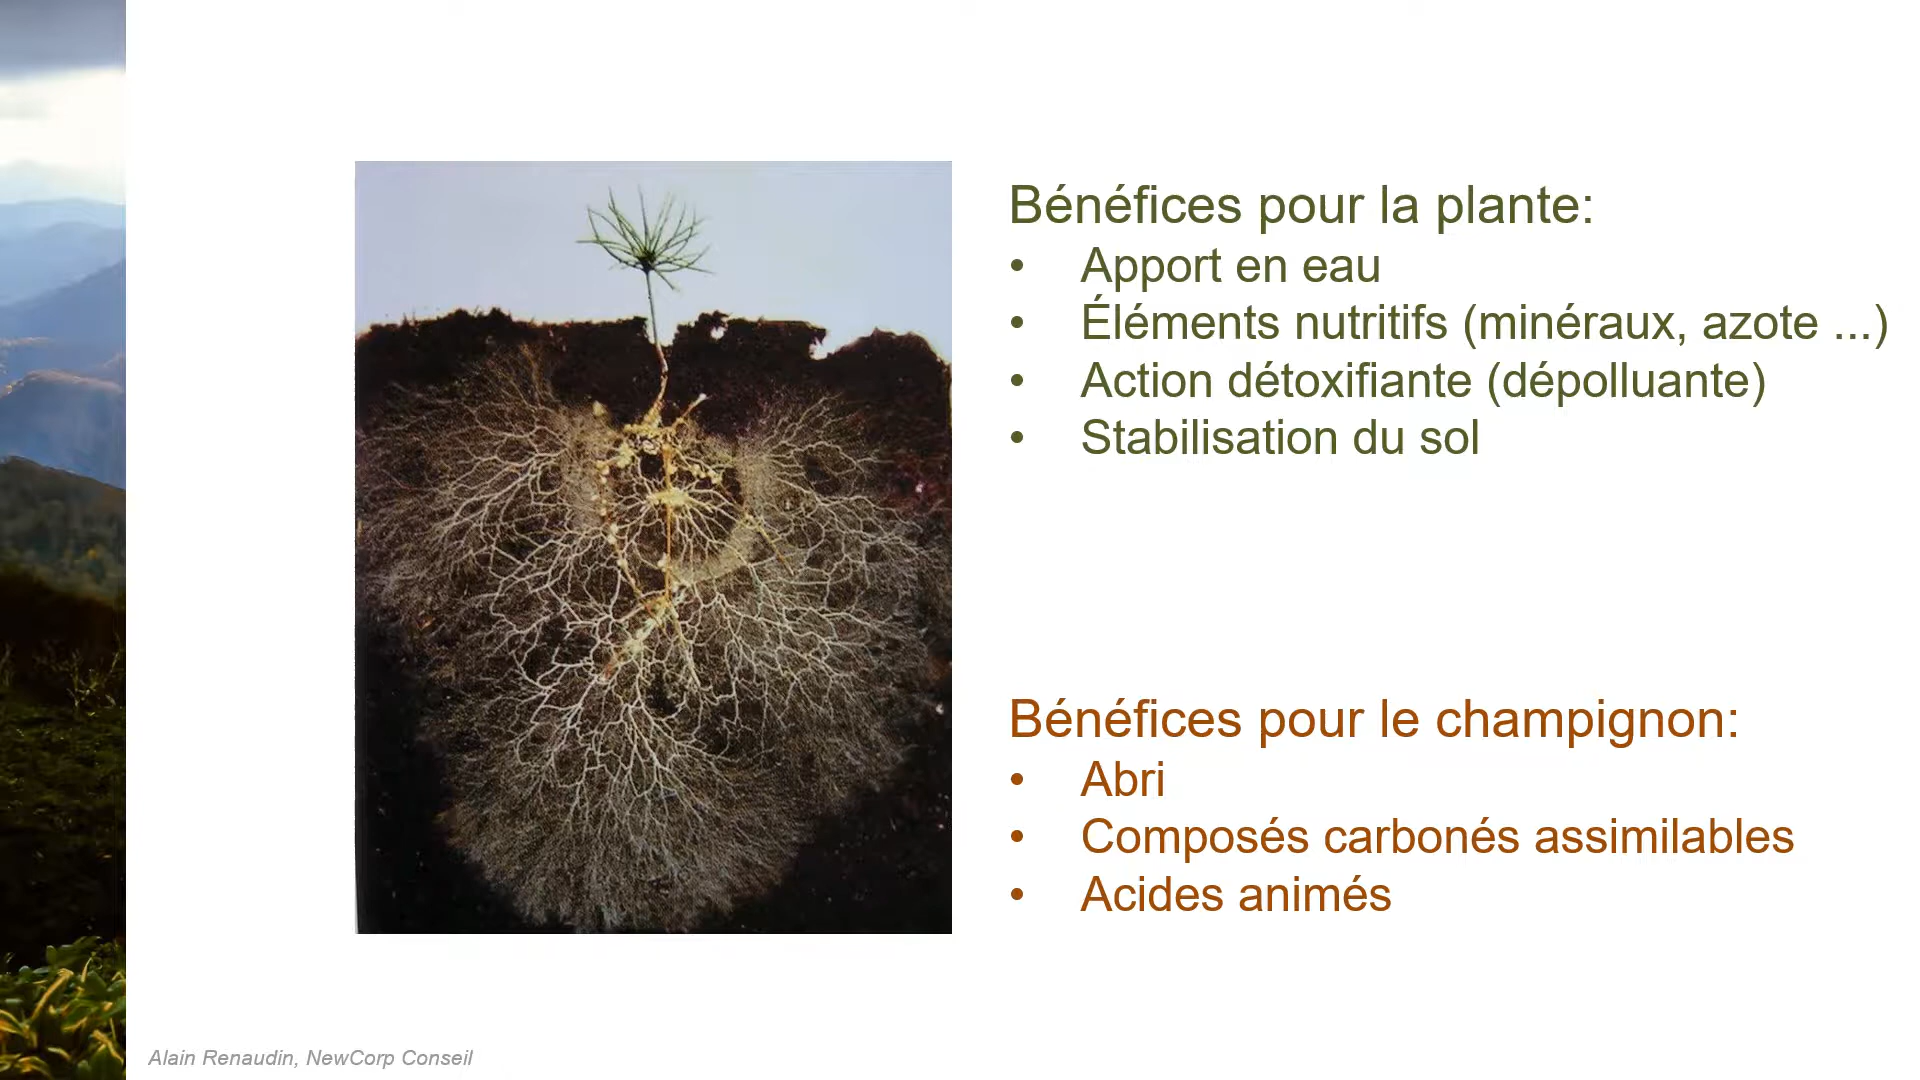 Bénéfices pour la plante:
• Apport en eau
• Éléments nutritifs (minéraux, azote ...)
• Action détoxifiante (dépolluante)
• Stabilisation du sol
Bénéfices pour le champignon:
• Abri
• Composés carbonés assimilables
• Acides animés
Alain Renaudin, NewCorp Conseil